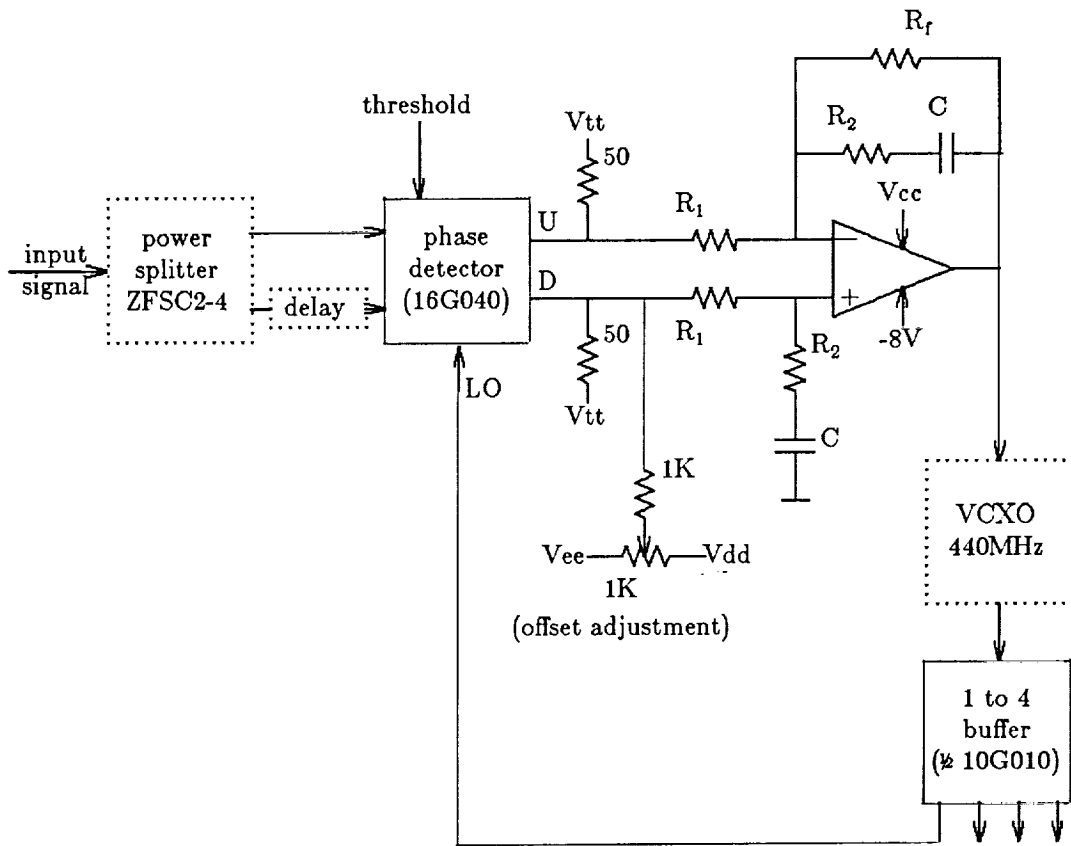 R_f
C
R_2
threshold
Vtt
50
Vcc
R_1
U
input
signal
power
splitter
ZFSC2-4
delay
phase
detector
(16G040)
D
−
+
R_1
50
-8V
R_2
LO
Vtt
C
1K
VCXO
440MHz
Vee
Vdd
1K
(offset adjustment)
1 to 4
buffer
(½ 10G010)